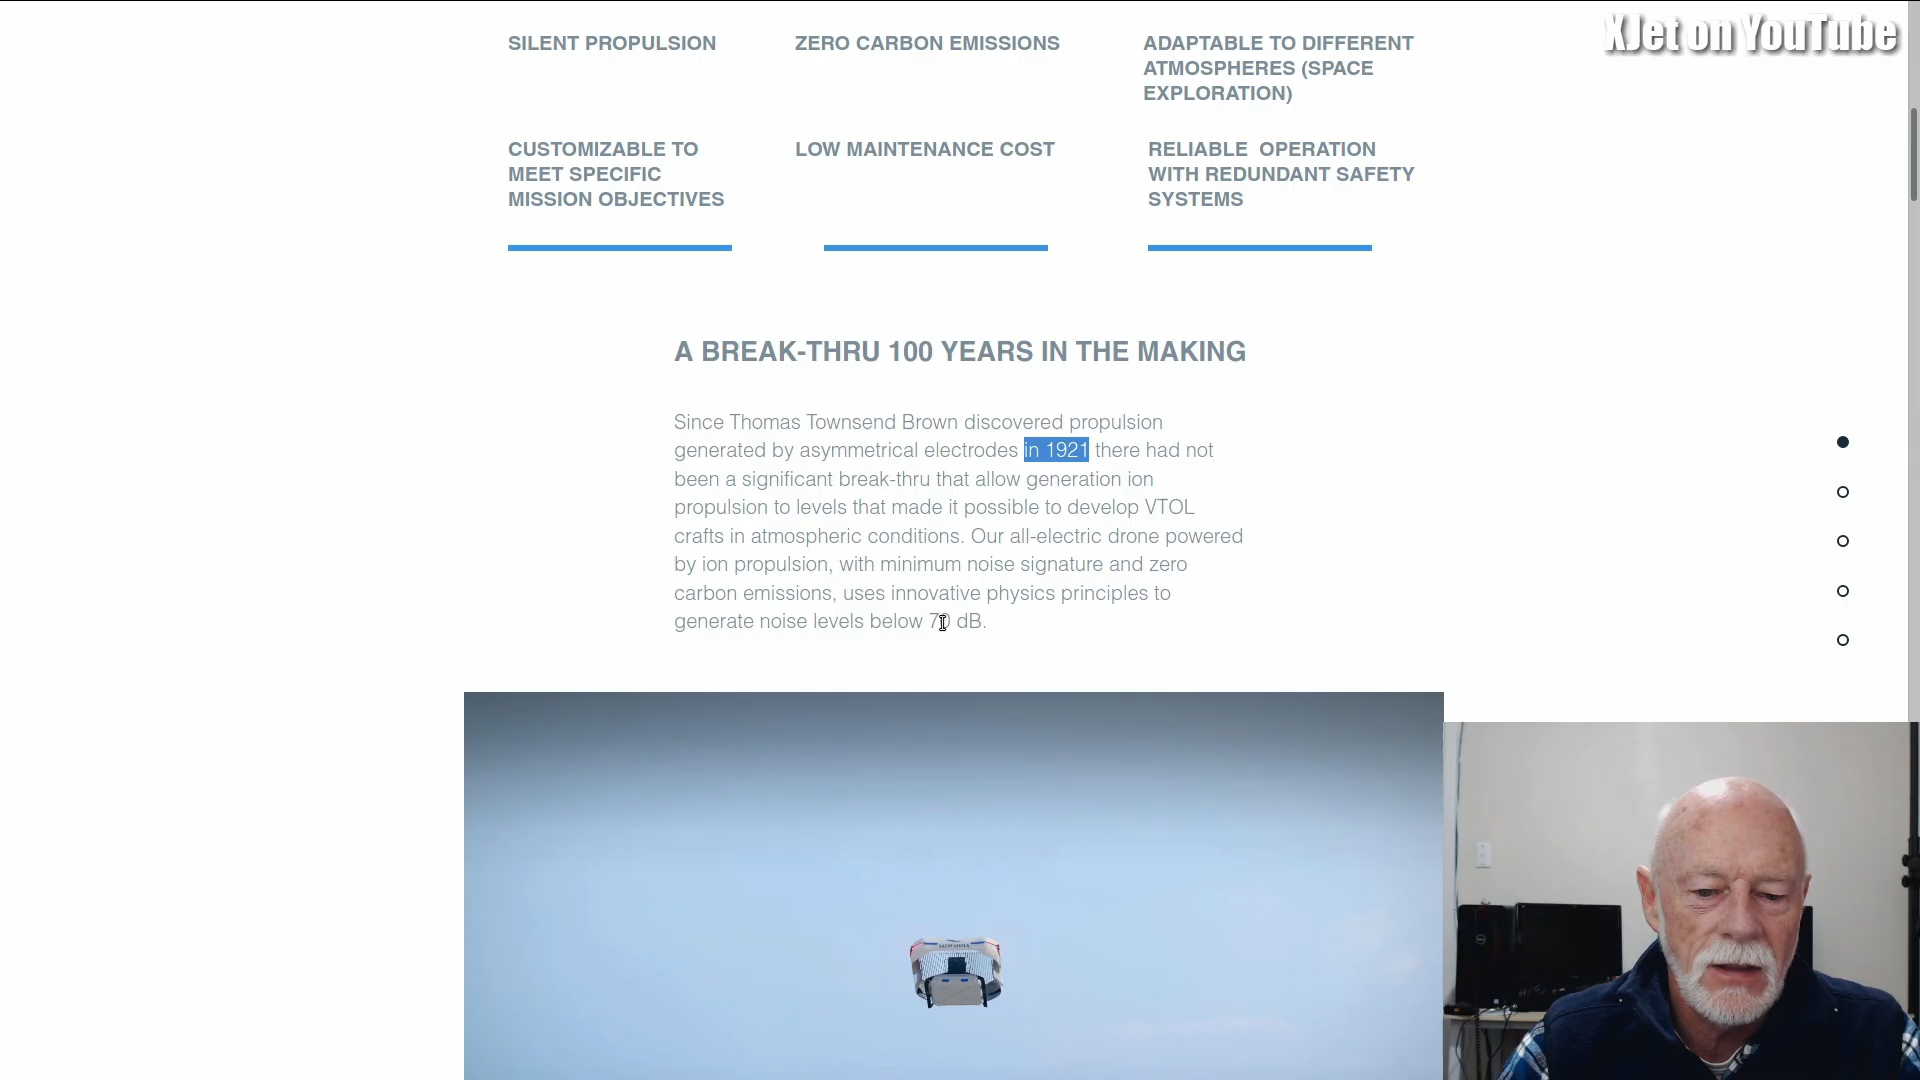 XJet on YouTube
SILENT PROPULSION
ZERO CARBON EMISSIONS
ADAPTABLE TO DIFFERENT
ATMOSPHERES (SPACE
EXPLORATION)
CUSTOMIZABLE TO
MEET SPECIFIC
MISSION OBJECTIVES
LOW MAINTENANCE COST
RELIABLE OPERATION
WITH REDUNDANT SAFETY
SYSTEMS
A BREAK-THRU 100 YEARS IN THE MAKING
Since Thomas Townsend Brown discovered propulsion
generated by asymmetrical electrodes in 1921 there had not
been a significant break-thru that allow generation ion
propulsion to levels that made it possible to develop VTOL
crafts in atmospheric conditions. Our all-electric drone powered
by ion propulsion, with minimum noise signature and zero
carbon emissions, uses innovative physics principles to
generate noise levels below 70 dB.